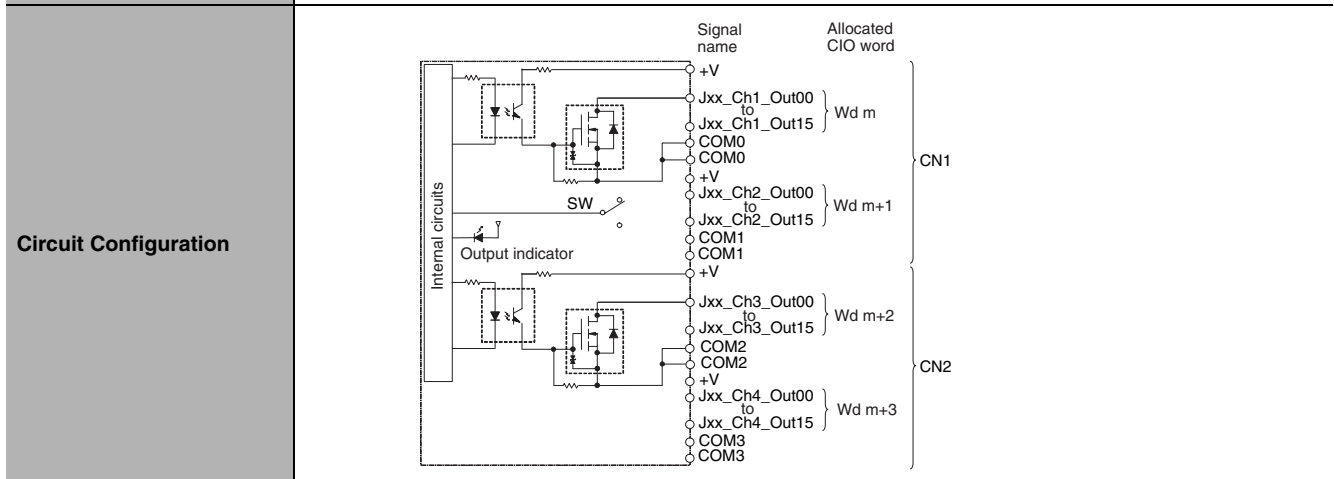 Circuit Configuration
Signal name
Allocated CIO word
Internal circuits
SW
Output indicator
+V
Jxx_Ch1_Out00
to
Jxx_Ch1_Out15
Wd m
COM0
COM0
+V
Jxx_Ch2_Out00
to
Jxx_Ch2_Out15
Wd m+1
COM1
COM1
CN1
+V
Jxx_Ch3_Out00
to
Jxx_Ch3_Out15
Wd m+2
COM2
COM2
+V
Jxx_Ch4_Out00
to
Jxx_Ch4_Out15
Wd m+3
COM3
COM3
CN2